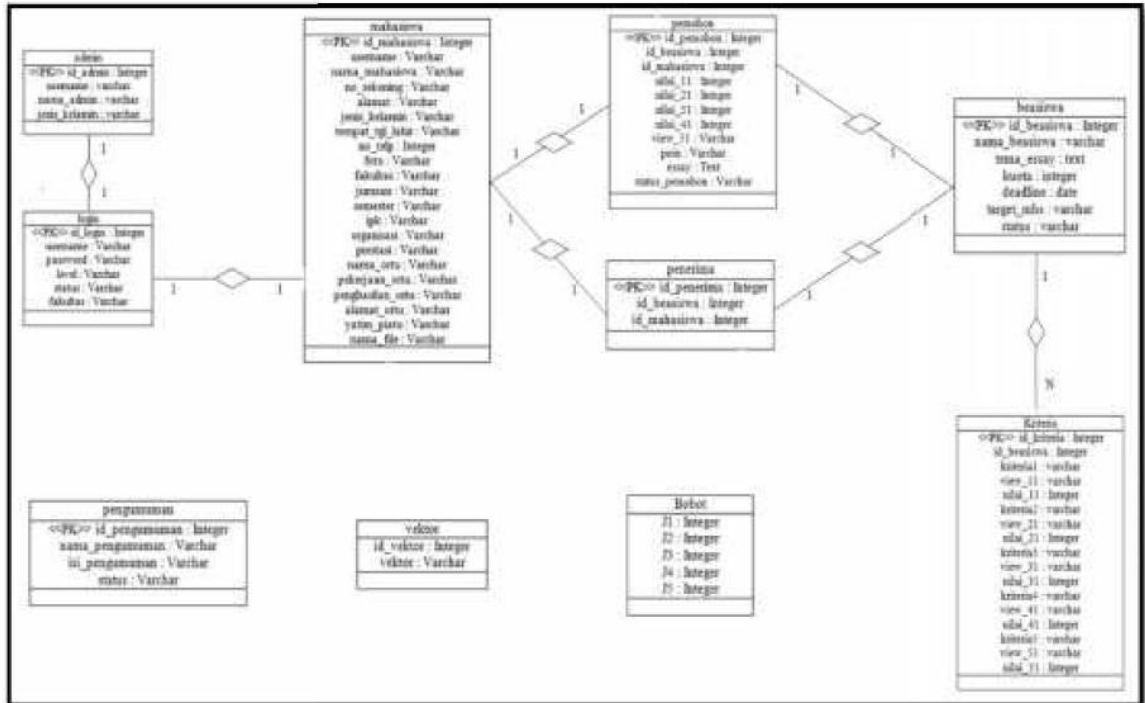 admin
<<PK>> id_admin : Integer
username : varchar
nama_admin : varchar
jenis_kelamin : varchar
1
1
login
<<PK>> id_login : Integer
username : Varchar
password : Varchar
level : Varchar
status : Varchar
fakultas : Varchar
1
1
mahasiswa
<<PK>> id_mahasiswa : Integer
username : Varchar
nama_mahasiswa : Varchar
no_rekening : Varchar
alamat : Varchar
jenis_kelamin : Varchar
tempat_tgl_lahir : Varchar
no_telp : Integer
foto : Varchar
fakultas : Varchar
jurusan : Varchar
semester : Varchar
ipk : Varchar
organisasi : Varchar
prestasi : Varchar
nama_ortu : Varchar
pekerjaan_ortu : Varchar
penghasilan_ortu : Varchar
alamat_ortu : Varchar
yatim_piatu : Varchar
nama_file : Varchar
1
1
1
1
pemohon
<<PK>> id_pemohon : Integer
id_beasiswa : Integer
id_mahasiswa : Integer
nilai_11 : Integer
nilai_21 : Integer
nilai_31 : Integer
nilai_41 : Integer
view_51 : Varchar
poin : Varchar
essay : Text
status_pemohon : Varchar
penerima
<<PK>> id_penerima : Integer
id_beasiswa : Integer
id_mahasiswa : Integer
1
1
1
1
beasiswa
<<PK>> id_beasiswa : Integer
nama_beasiswa : varchar
tema_essay : text
kuota : integer
deadline : date
target_mhs : varchar
status : varchar
1
N
Kriteria
<<PK>> id_kriteria : Integer
id_beasiswa : Integer
kriteria1 : varchar
view_11 : varchar
nilai_11 : Integer
kriteria2 : varchar
view_21 : varchar
nilai_21 : Integer
kriteria3 : varchar
view_31 : varchar
nilai_31 : Integer
kriteria4 : varchar
view_41 : varchar
nilai_41 : Integer
kriteria5 : varchar
view_51 : varchar
nilai_51 : Integer
pengumuman
<<PK>> id_pengumuman : Integer
nama_pengumuman : Varchar
isi_pengumuman : Varchar
status : Varchar
vektor
id_vektor : Integer
vektor : Varchar
Bobot
J1 : Integer
J2 : Integer
J3 : Integer
J4 : Integer
J5 : Integer